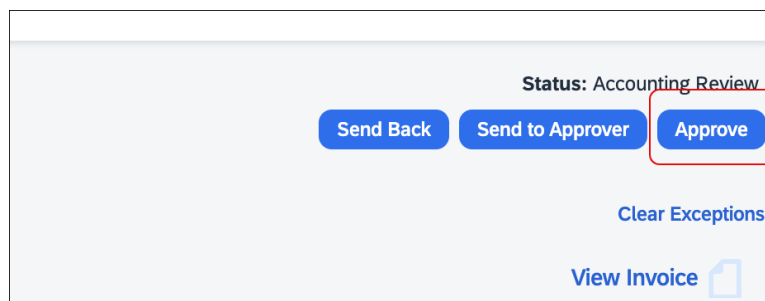 Status: Accounting Review
Send Back Send to Approver Approve
Clear Exceptions
View Invoice